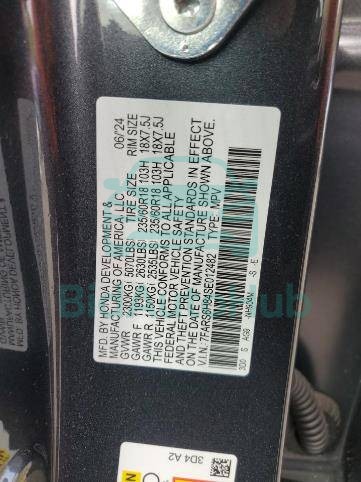 MFD. BY HONDA DEVELOPMENT & 06/'24
MANUFACTURING OF AMERICA, LLC
GVWR 2300KG( 5070LBS) TIRE SIZE RIM SIZE
GAWR F 1193KG( 2630LBS) 235/60R18 103H 18X7.5J
GAWR R 1150KG( 2535LBS) 235/60R18 103H 18X7.5J
THIS VEHICLE CONFORMS TO ALL APPLICABLE
FEDERAL MOTOR VEHICLE SAFETY
AND THEFT PREVENTION STANDARDS IN EFFECT
ON THE DATE OF MANUFACTURE SHOWN ABOVE.
V.I.N.: 7FARS6H94SE012482 TYPE: MPV
3D4 A2